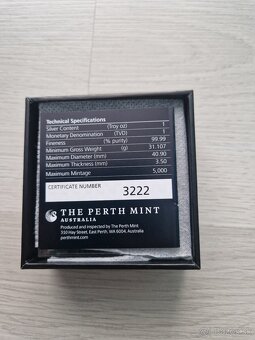 Technical Specifications
Silver Content (Troy oz) 1
Monetary Denomination (TVD) 1
Fineness (% purity) 99.99
Minimum Gross Weight (g) 31.107
Maximum Diameter (mm) 40.90
Maximum Thickness (mm) 3.50
Maximum Mintage 5,000
CERTIFICATE NUMBER 3222
THE PERTH MINT
AUSTRALIA
Produced and inspected by The Perth Mint
310 Hay Street, East Perth, WA 6004, Australia
perthmint.com